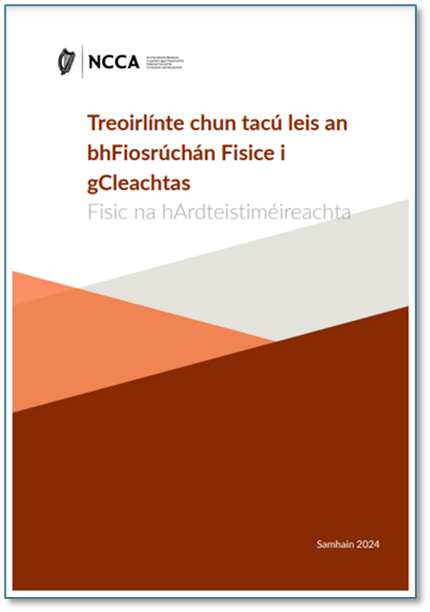 NCCA
Treoirlínte chun tacú leis an
bhFiosrúchán Fisice i
gCleachtas
Fisic na hArdteistiméireachta
Samhain 2024